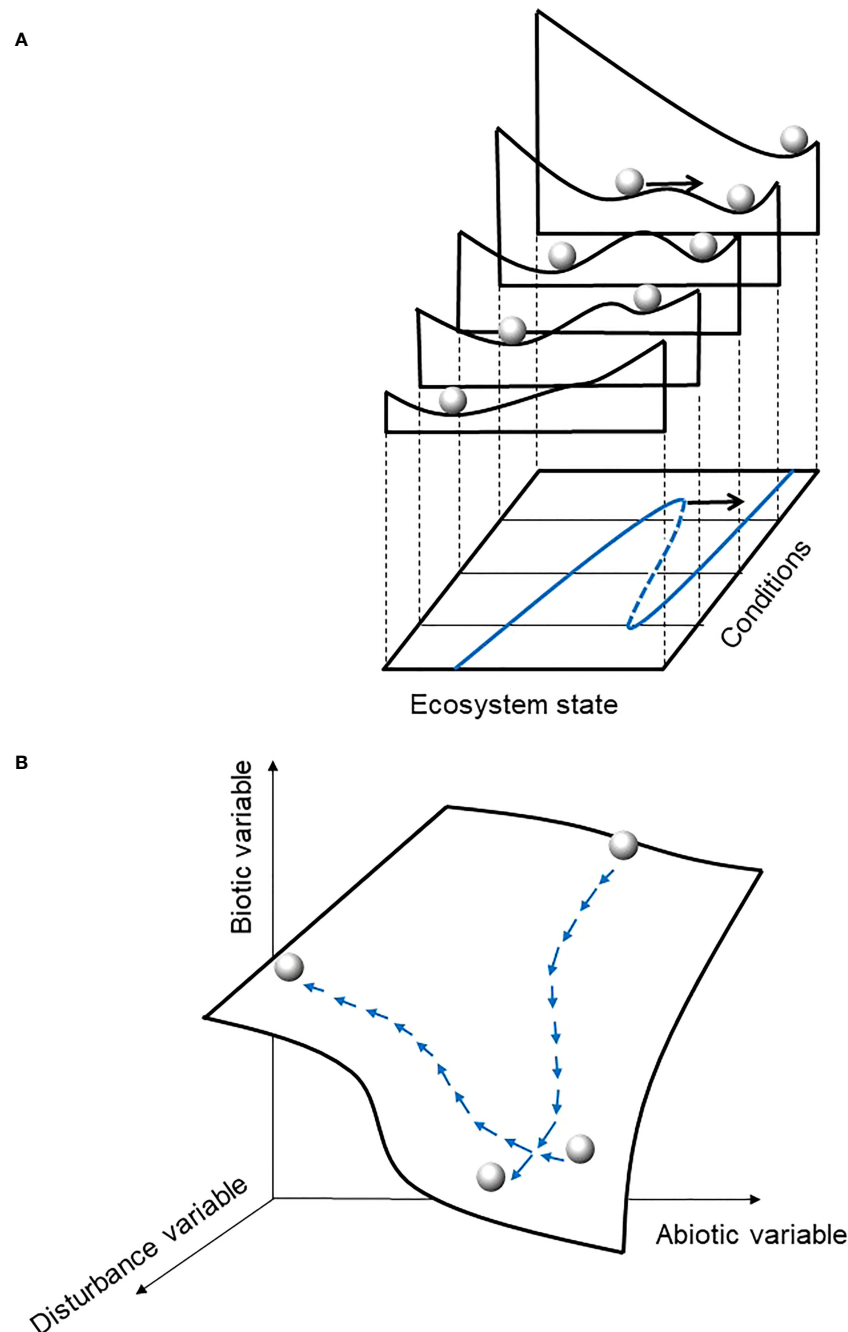 A
Conditions
Ecosystem state
B
Biotic variable
Abiotic variable
Disturbance variable